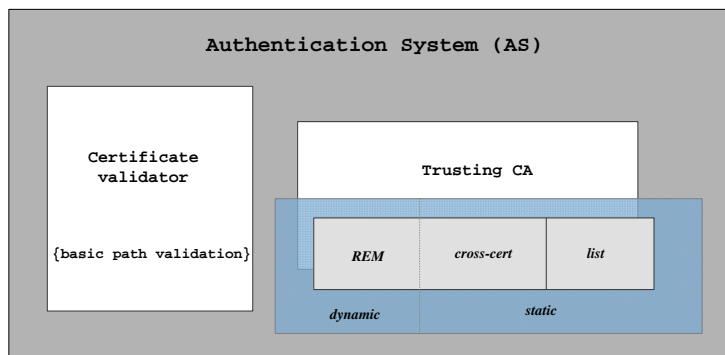 Authentication System (AS)
Certificate
validator
{basic path validation}
Trusting CA
REM
cross-cert
list
dynamic
static